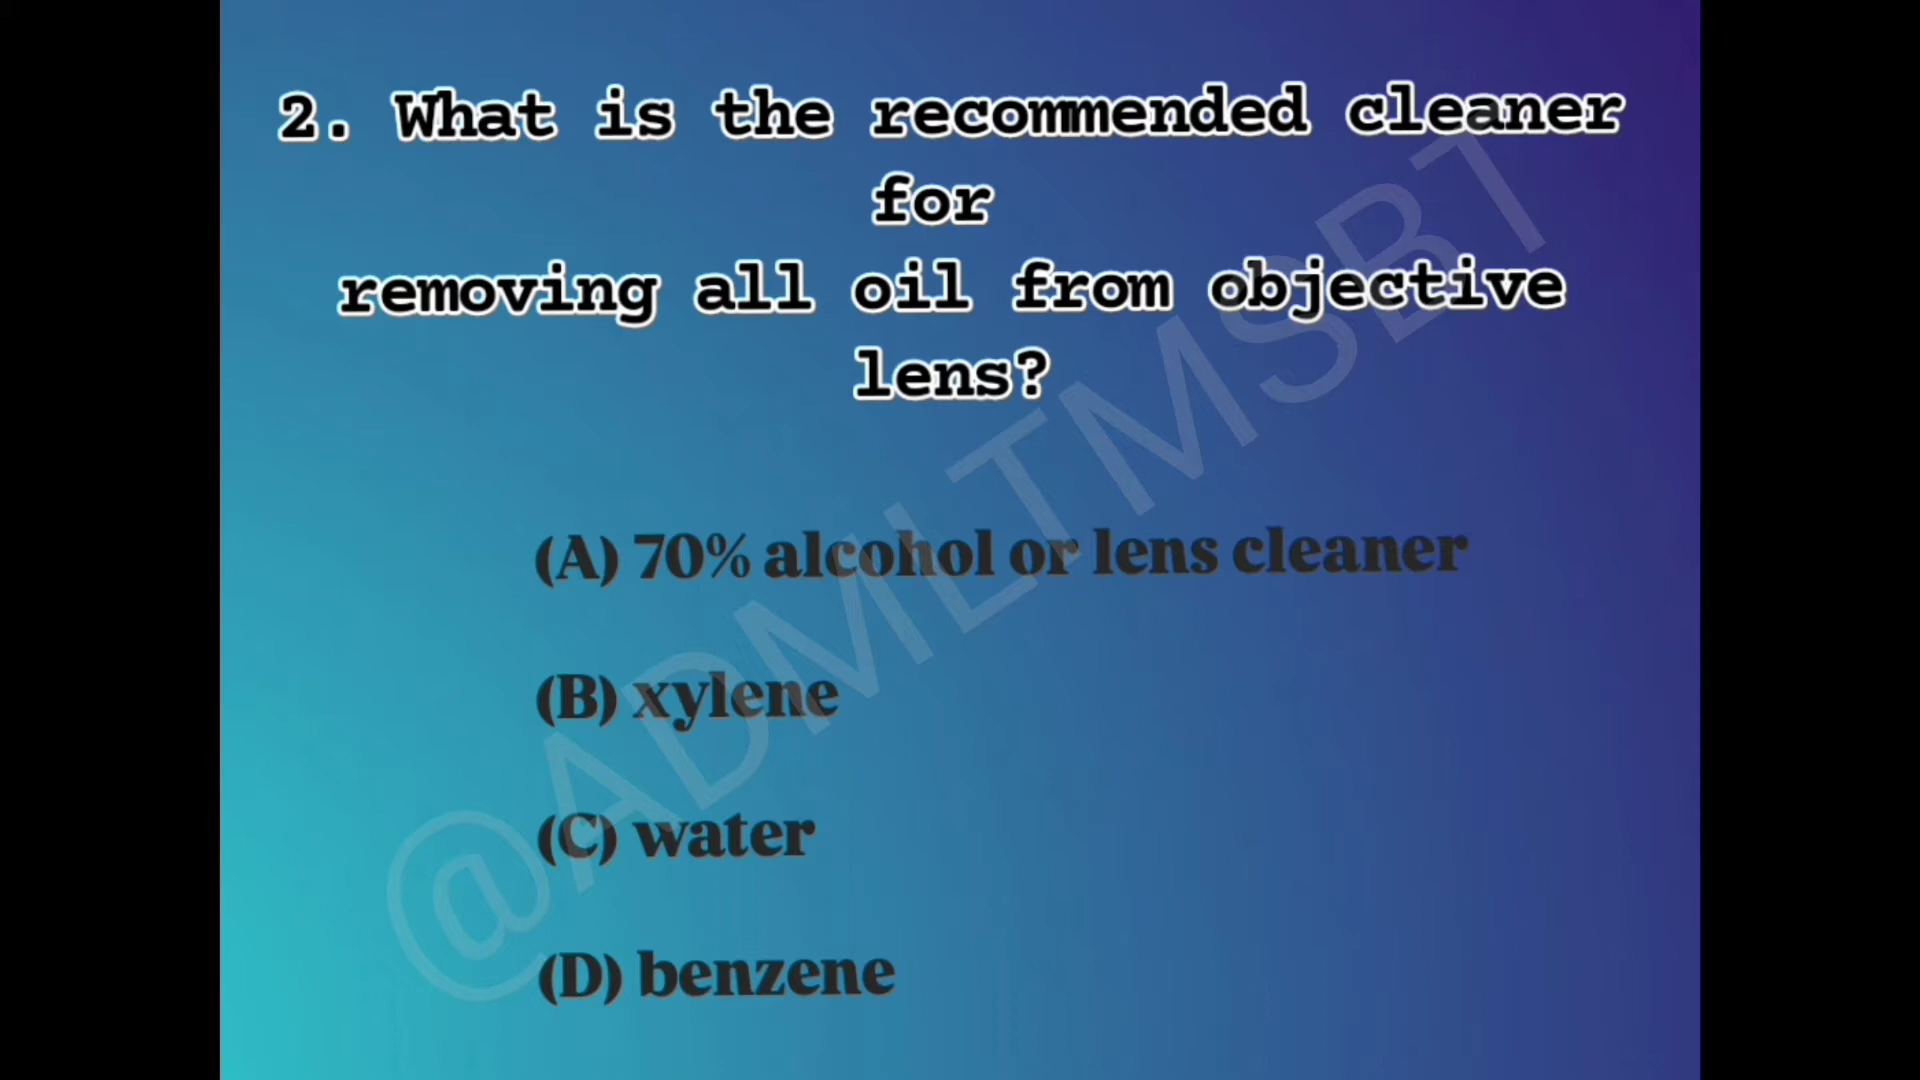 2. What is the recommended cleaner
for
removing all oil from objective
lens?
(A) 70% alcohol or lens cleaner
(B) xylene
(C) water
(D) benzene
@ADMLTMSBT